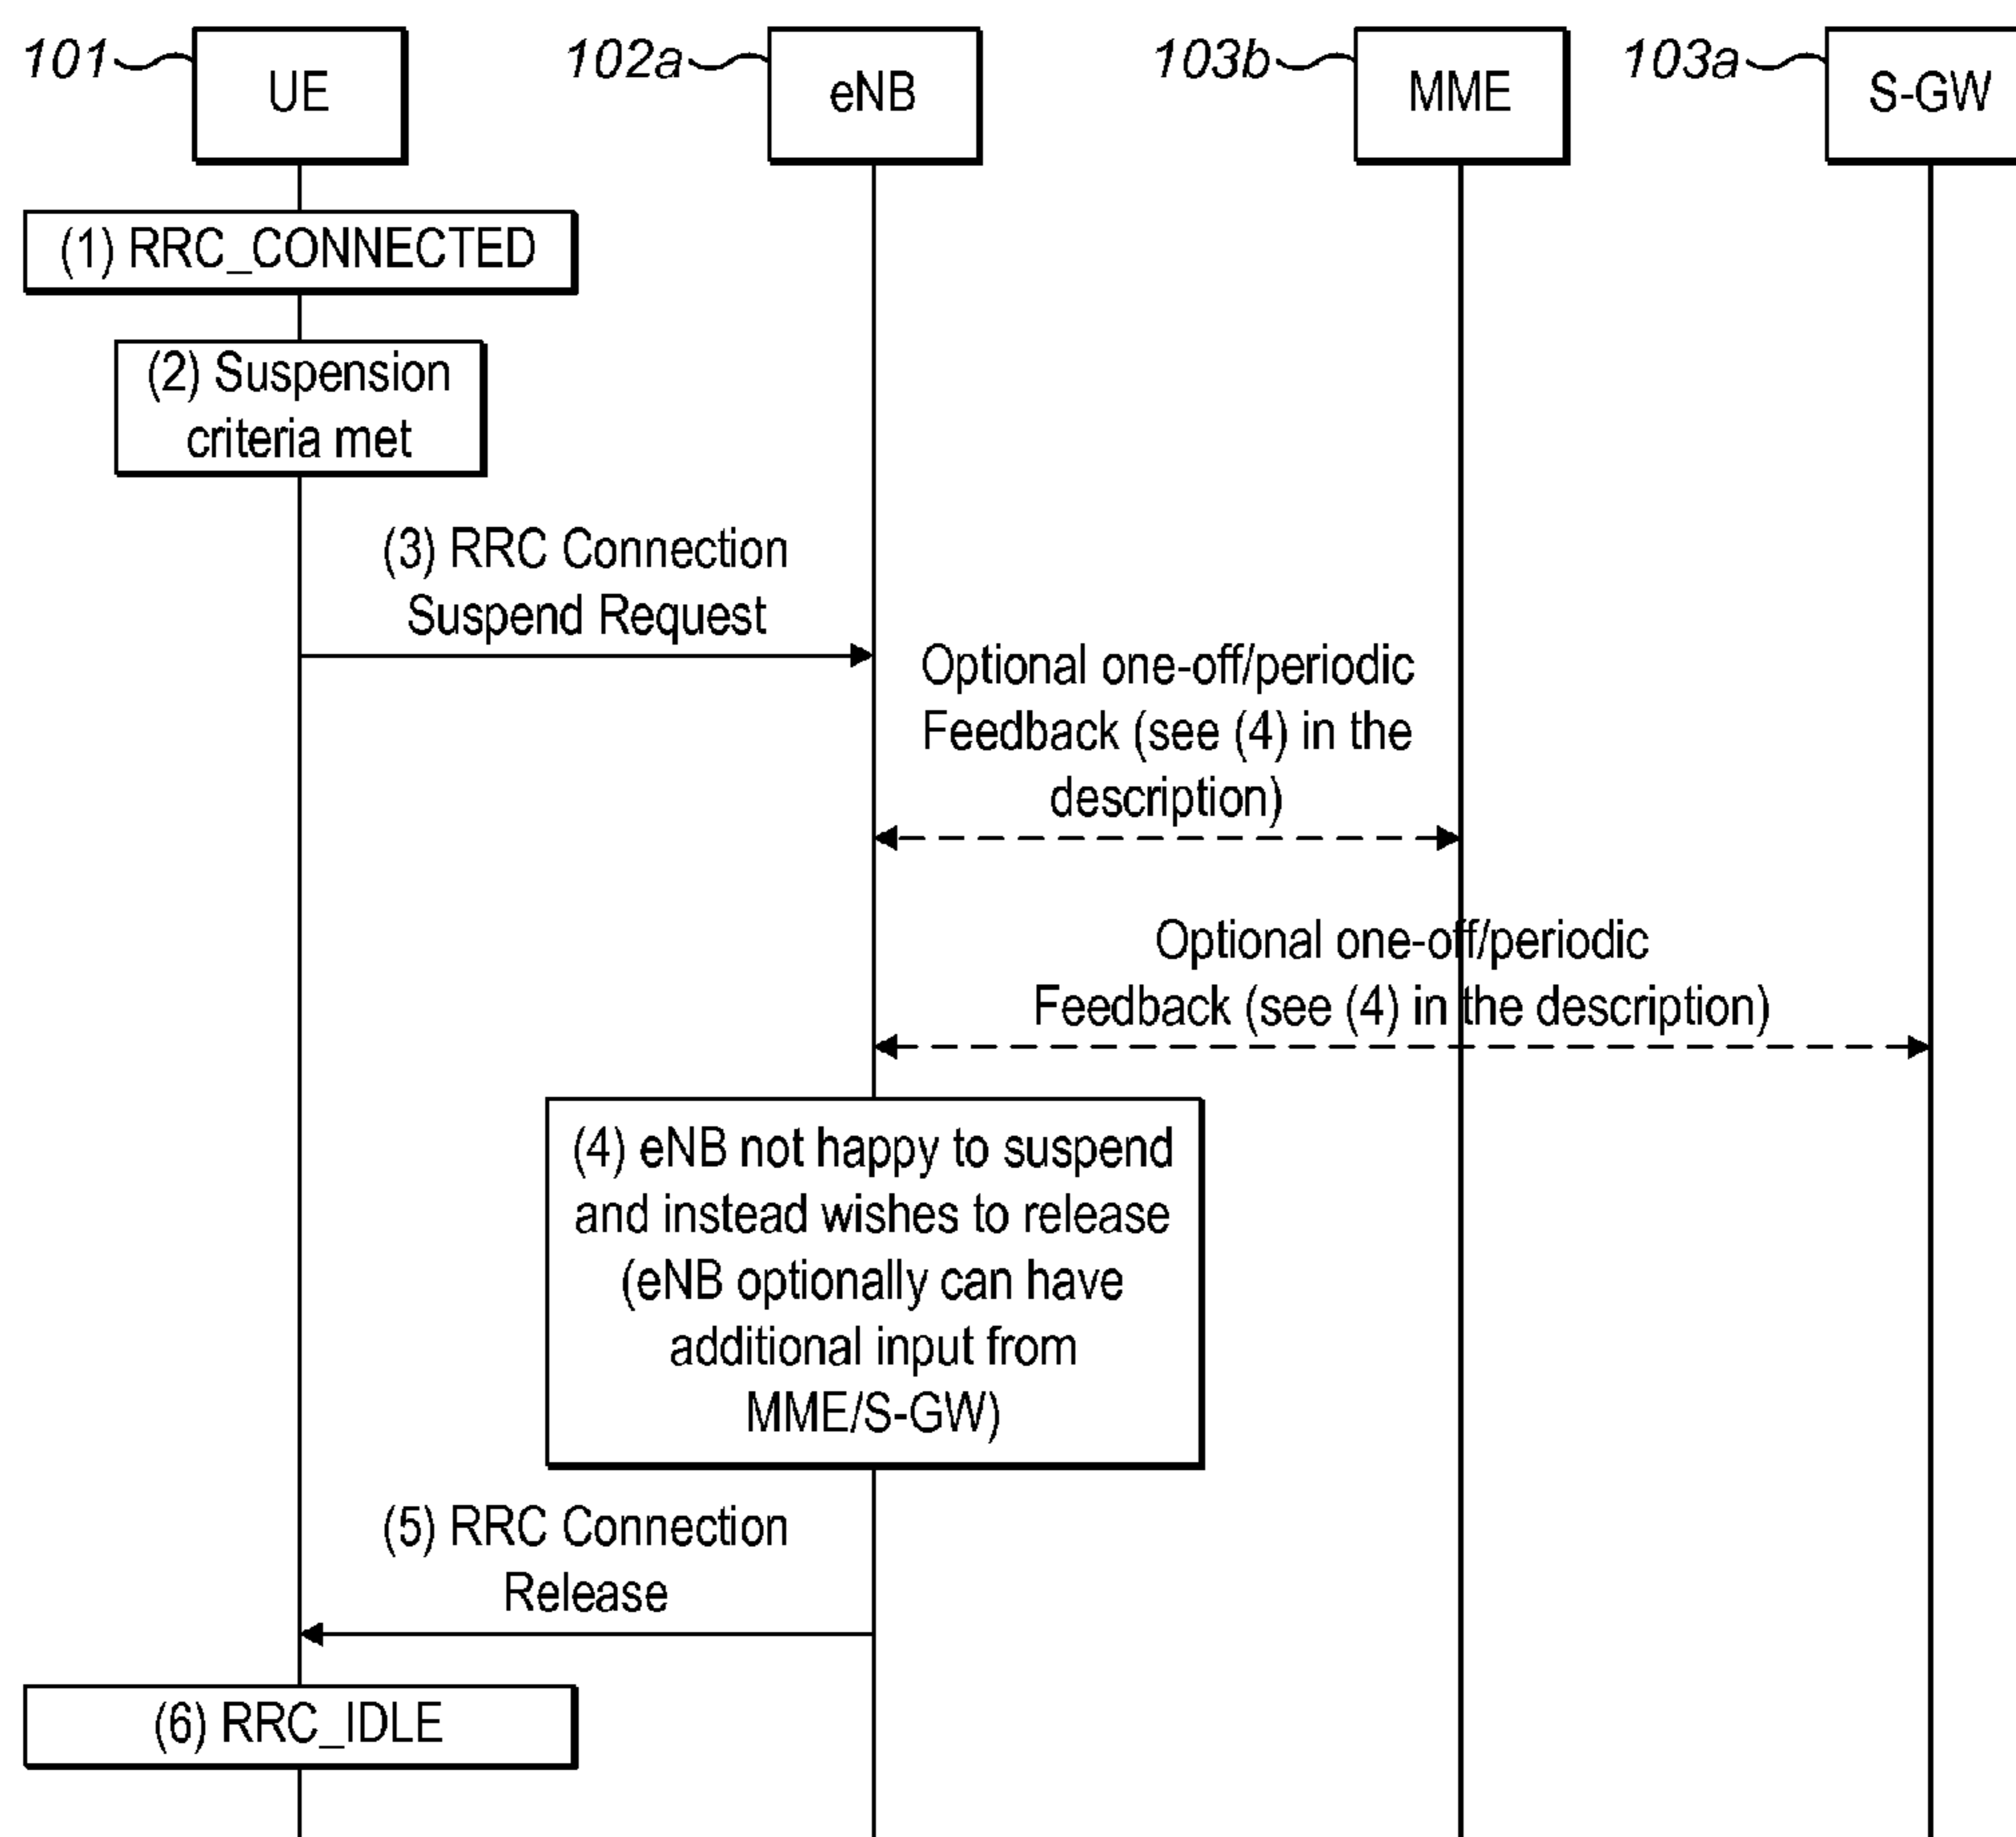 101
UE
102a
eNB
103b
MME
103a
S-GW
(1) RRC_CONNECTED
(2) Suspension
criteria met
(3) RRC Connection
Suspend Request
Optional one-off/periodic
Feedback (see (4) in the
description)
Optional one-off/periodic
Feedback (see (4) in the description)
(4) eNB not happy to suspend
and instead wishes to release
(eNB optionally can have
additional input from
MME/S-GW)
(5) RRC Connection
Release
(6) RRC_IDLE